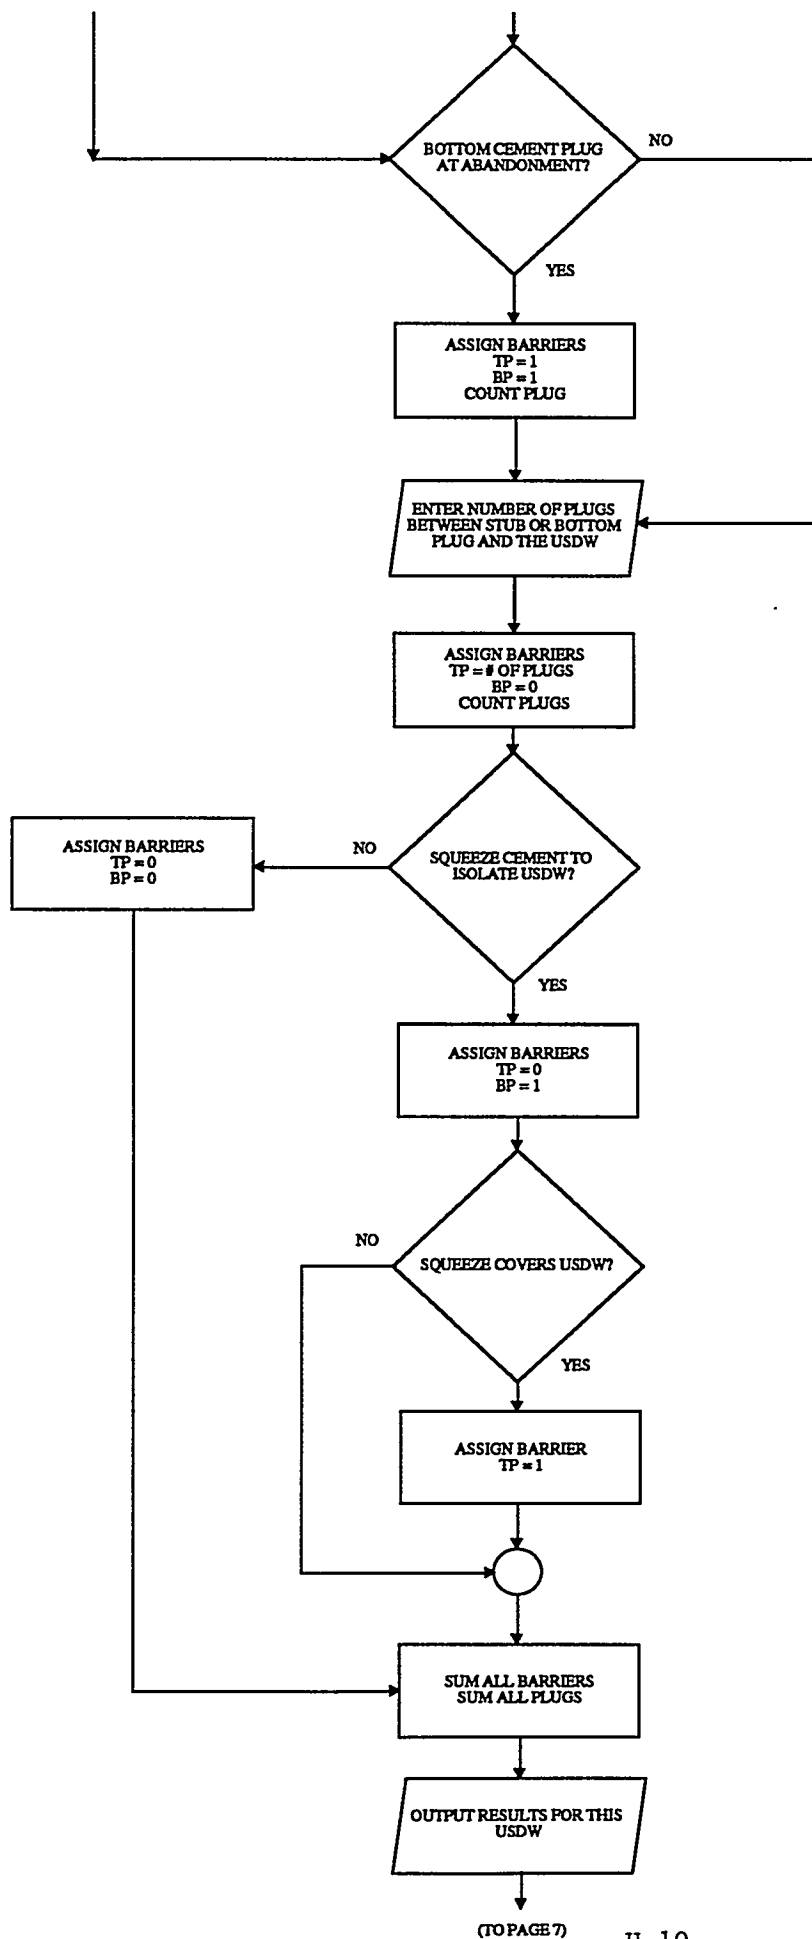 BOTTOM CEMENT PLUG
AT ABANDONMENT?
NO
YES
ASSIGN BARRIERS
TP = 1
BP = 1
COUNT PLUG
ENTER NUMBER OF PLUGS
BETWEEN STUB OR BOTTOM
PLUG AND THE USDW
ASSIGN BARRIERS
TP = # OF PLUGS
BP = 0
COUNT PLUGS
ASSIGN BARRIERS
TP = 0
BP = 0
NO
SQUEEZE CEMENT TO
ISOLATE USDW?
YES
ASSIGN BARRIERS
TP = 0
BP = 1
NO
SQUEEZE COVERS USDW?
YES
ASSIGN BARRIER
TP = 1
SUM ALL BARRIERS
SUM ALL PLUGS
OUTPUT RESULTS FOR THIS
USDW
(TO PAGE 7)